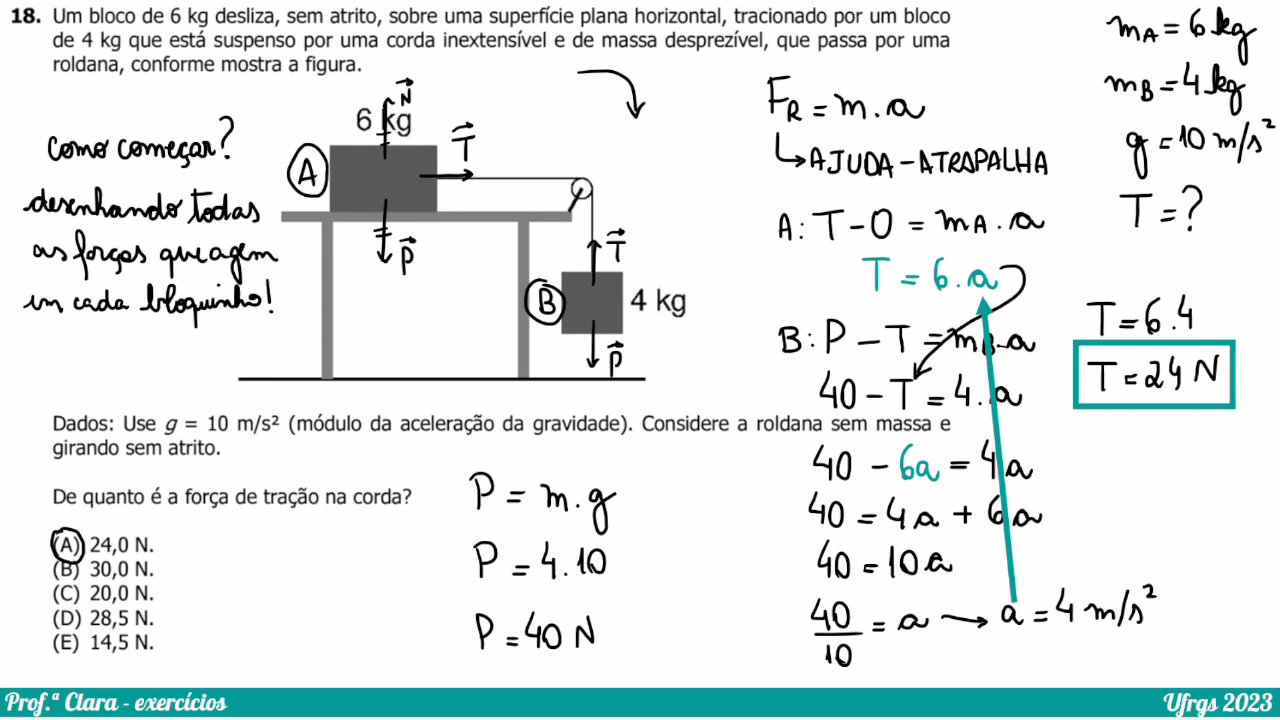 18. Um bloco de 6 kg desliza, sem atrito, sobre uma superfície plana horizontal, tracionado por um bloco
de 4 kg que está suspenso por uma corda inextensível e de massa desprezível, que passa por uma
roldana, conforme mostra a figura.
Como começar?
desenhando todas
as forças que agem
em cada bloquinho!
6 kg
N⃗
A
T⃗
P⃗
T⃗
B
4 kg
P⃗
Dados: Use g = 10 m/s² (módulo da aceleração da gravidade). Considere a roldana sem massa e
girando sem atrito.
De quanto é a força de tração na corda?
(A) 24,0 N.
(B) 30,0 N.
(C) 20,0 N.
(D) 28,5 N.
(E) 14,5 N.
P = m.g
P = 4.10
P = 40 N
F_R = m.a
AJUDA-ATRAPALHA
A: T - 0 = m_A . a
T = 6.a
B: P - T = m_B . a
40 - T = 4.a
40 - 6a = 4a
40 = 4a + 6a
40 = 10a
40/10 = a → a = 4 m/s²
m_A = 6 kg
m_B = 4 kg
g = 10 m/s²
T = ?
T = 6.4
T = 24 N
Prof.ª Clara - exercícios
Ufrgs 2023